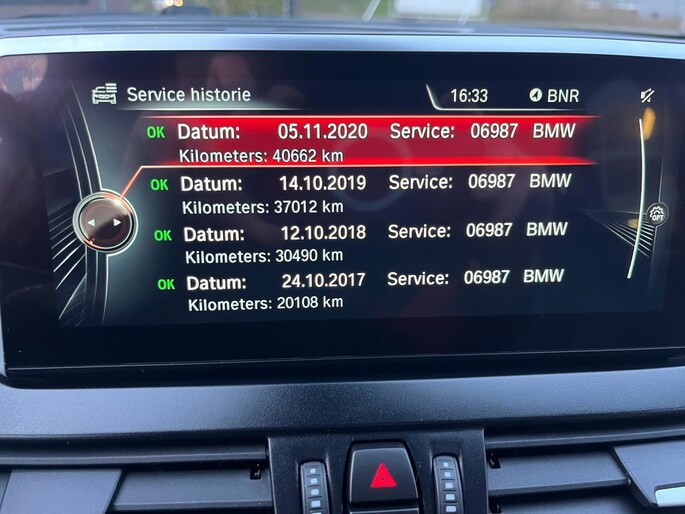 Service historie 16:33 BNR
OK Datum: 05.11.2020 Service: 06987 BMW
Kilometers: 40662 km
OK Datum: 14.10.2019 Service: 06987 BMW
Kilometers: 37012 km
OK Datum: 12.10.2018 Service: 06987 BMW
Kilometers: 30490 km
OK Datum: 24.10.2017 Service: 06987 BMW
Kilometers: 20108 km
OPT